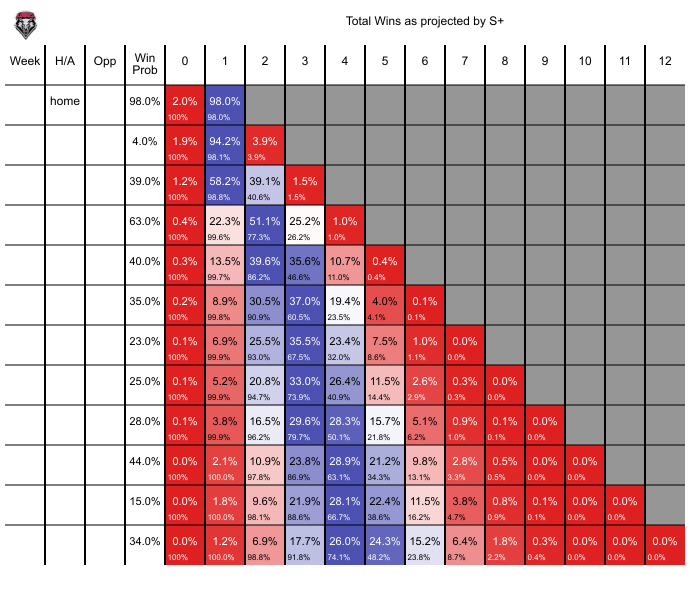 Total Wins as projected by S+
Week H/A Opp Win Prob 0 1 2 3 4 5 6 7 8 9 10 11 12
home 98.0% 2.0% 98.0%
100% 98.0%
4.0% 1.9% 94.2% 3.9%
100% 98.1% 3.9%
39.0% 1.2% 58.2% 39.1% 1.5%
100% 98.8% 40.6% 1.5%
63.0% 0.4% 22.3% 51.1% 25.2% 1.0%
100% 99.6% 77.3% 26.2% 1.0%
40.0% 0.3% 13.5% 39.6% 35.6% 10.7% 0.4%
100% 99.7% 86.2% 46.6% 11.0% 0.4%
35.0% 0.2% 8.9% 30.5% 37.0% 19.4% 4.0% 0.1%
100% 99.8% 90.9% 60.5% 23.5% 4.1% 0.1%
23.0% 0.1% 6.9% 25.5% 35.5% 23.4% 7.5% 1.0% 0.0%
100% 99.9% 93.0% 67.5% 32.0% 8.6% 1.1% 0.0%
25.0% 0.1% 5.2% 20.8% 33.0% 26.4% 11.5% 2.6% 0.3% 0.0%
100% 99.9% 94.7% 73.9% 40.9% 14.4% 2.9% 0.3% 0.0%
28.0% 0.1% 3.8% 16.5% 29.6% 28.3% 15.7% 5.1% 0.9% 0.1% 0.0%
100% 99.9% 96.2% 79.7% 50.1% 21.8% 6.2% 1.0% 0.1% 0.0%
44.0% 0.0% 2.1% 10.9% 23.8% 28.9% 21.2% 9.8% 2.8% 0.5% 0.0% 0.0%
100% 100.0% 97.8% 86.9% 63.1% 34.3% 13.1% 3.3% 0.5% 0.0% 0.0%
15.0% 0.0% 1.8% 9.6% 21.9% 28.1% 22.4% 11.5% 3.8% 0.8% 0.1% 0.0% 0.0%
100% 100.0% 98.1% 88.6% 66.7% 38.6% 16.2% 4.7% 0.9% 0.1% 0.0% 0.0%
34.0% 0.0% 1.2% 6.9% 17.7% 26.0% 24.3% 15.2% 6.4% 1.8% 0.3% 0.0% 0.0% 0.0%
100% 100.0% 98.8% 91.8% 74.1% 48.2% 23.8% 8.7% 2.2% 0.4% 0.0% 0.0% 0.0%